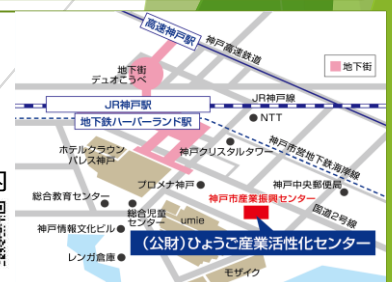 高速神戸駅
神戸高速鉄道
地下街
デュオこうべ
地下街
JR神戸駅
JR神戸線
地下鉄ハーバーランド駅
NTT
神戸市営地下鉄海岸線
ホテルクラウン
パレス神戸
神戸クリスタルタワー
プロメナ神戸
神戸中央郵便局
総合教育センター
神戸市産業振興センター
国道2号線
総合児童
センター
umie
神戸情報文化ビル
(公財)ひょうご産業活性化センター
レンガ倉庫
モザイク